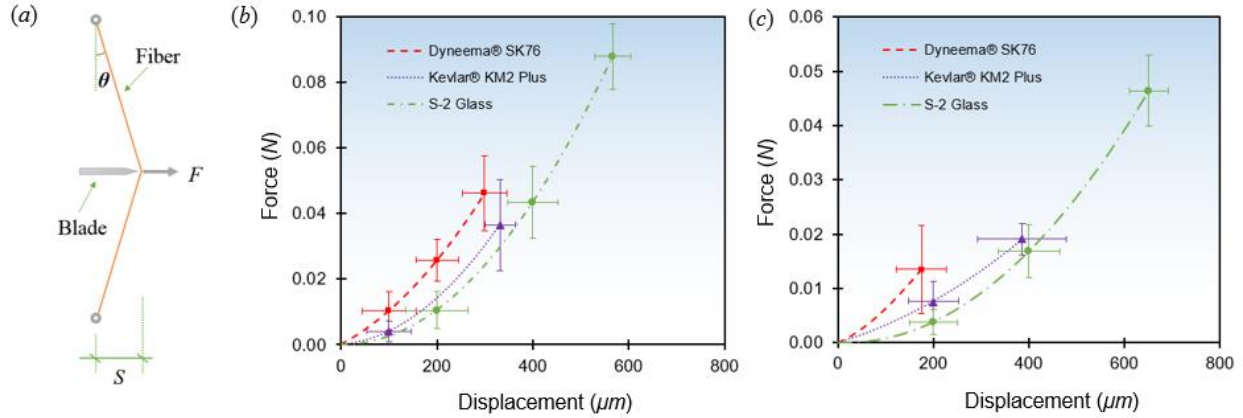 (a)
Fiber
θ
F
Blade
S
(b)
Force (N)
0.10
0.08
0.06
0.04
0.02
0.00
Dyneema® SK76
Kevlar® KM2 Plus
S-2 Glass
0
200
400
600
800
Displacement (μm)
(c)
Force (N)
0.06
0.05
0.04
0.03
0.02
0.01
0.00
Dyneema® SK76
Kevlar® KM2 Plus
S-2 Glass
0
200
400
600
800
Displacement (μm)